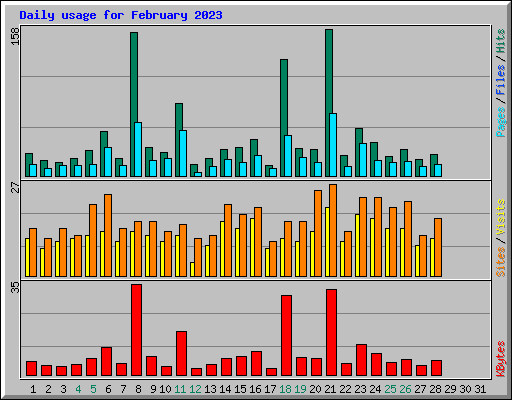 Daily usage for February 2023
158
27
35
Pages / Files / Hits
Sites / Visits
KBytes
1 2 3 4 5 6 7 8 9 10 11 12 13 14 15 16 17 18 19 20 21 22 23 24 25 26 27 28 29 30 31